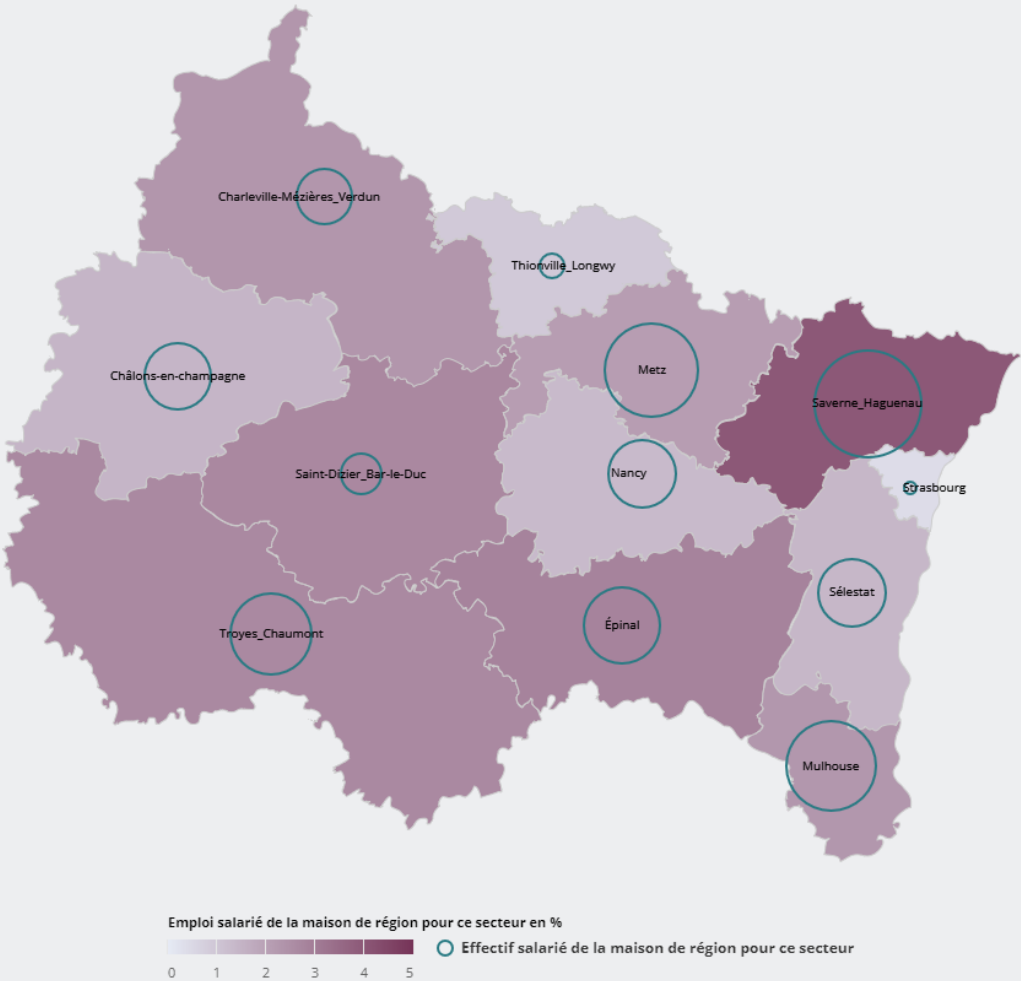 Charleville-Mézières_Verdun
Thionville_Longwy
Metz
Châlons-en-champagne
Saverne_Haguenau
Saint-Dizier_Bar-le-Duc
Nancy
Strasbourg
Sélestat
Épinal
Troyes_Chaumont
Mulhouse
Emploi salarié de la maison de région pour ce secteur en %
Effectif salarié de la maison de région pour ce secteur
0 1 2 3 4 5